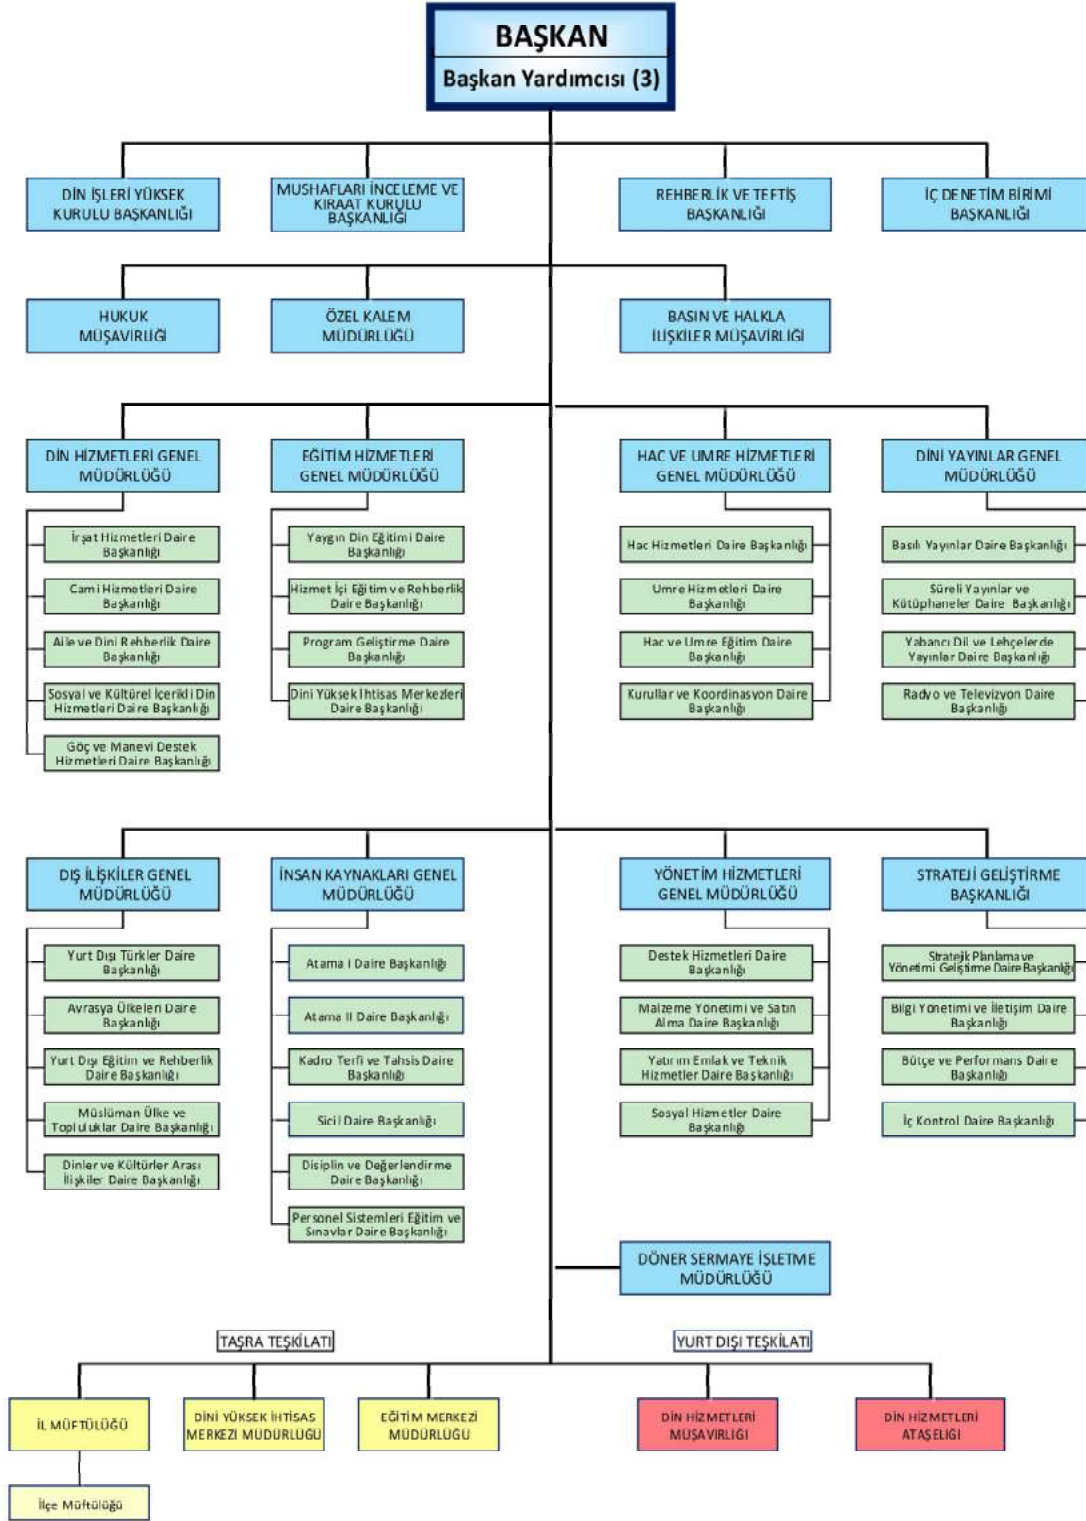 BAŞKAN
Başkan Yardımcısı (3)
DİN İŞLERİ YÜKSEK
KURULU BAŞKANLIĞI
MUSHAFLARI İNCELEME VE
KIRAAT KURULU
BAŞKANLIĞI
REHBERLİK VE TEFTİŞ
BAŞKANLIĞI
İÇ DENETİM BİRİMİ
BAŞKANLIĞI
HUKUK
MÜŞAVİRLİĞİ
ÖZEL KALEM
MÜDÜRLÜĞÜ
BASIN VE HALKLA
İLİŞKİLER MÜŞAVİRLİĞİ
DİN HİZMETLERİ GENEL
MÜDÜRLÜĞÜ
İrşat Hizmetleri Daire
Başkanlığı
Cami Hizmetleri Daire
Başkanlığı
Aile ve Dini Rehberlik Daire
Başkanlığı
Sosyal ve Kültürel İçerikli Din
Hizmetleri Daire Başkanlığı
Göç ve Manevi Destek
Hizmetleri Daire Başkanlığı
EĞİTİM HİZMETLERİ
GENEL MÜDÜRLÜĞÜ
Yaygın Din Eğitimi Daire
Başkanlığı
Hizmet İçi Eğitim ve Rehberlik
Daire Başkanlığı
Program Geliştirme Daire
Başkanlığı
Dini Yüksek İhtisas Merkezleri
Daire Başkanlığı
HAC VE UMRE HİZMETLERİ
GENEL MÜDÜRLÜĞÜ
Hac Hizmetleri Daire Başkanlığı
Umre Hizmetleri Daire
Başkanlığı
Hac ve Umre Eğitim Daire
Başkanlığı
Kurullar ve Koordinasyon Daire
Başkanlığı
DİNİ YAYINLAR GENEL
MÜDÜRLÜĞÜ
Basılı Yayınlar Daire Başkanlığı
Süreli Yayınlar ve
Kütüphaneler Daire Başkanlığı
Yabancı Dil ve Lehçelerde
Yayınlar Daire Başkanlığı
Radyo ve Televizyon Daire
Başkanlığı
DIŞ İLİŞKİLER GENEL
MÜDÜRLÜĞÜ
Yurt Dışı Türkler Daire
Başkanlığı
Avrasya Ülkeleri Daire
Başkanlığı
Yurt Dışı Eğitim ve Rehberlik
Daire Başkanlığı
Müslüman Ülke ve
Topluluklar Daire Başkanlığı
Dinler ve Kültürler Arası
İlişkiler Daire Başkanlığı
İNSAN KAYNAKLARI GENEL
MÜDÜRLÜĞÜ
Atama I Daire Başkanlığı
Atama II Daire Başkanlığı
Kadro Terfi ve Tahsis Daire
Başkanlığı
Sicil Daire Başkanlığı
Disiplin ve Değerlendirme
Daire Başkanlığı
Personel Sistemleri Eğitim ve
Sınavlar Daire Başkanlığı
YÖNETİM HİZMETLERİ
GENEL MÜDÜRLÜĞÜ
Destek Hizmetleri Daire
Başkanlığı
Malzeme Yönetimi ve Satın
Alma Daire Başkanlığı
Yatırım Emlak ve Teknik
Hizmetler Daire Başkanlığı
Sosyal Hizmetler Daire
Başkanlığı
STRATEJİ GELİŞTİRME
BAŞKANLIĞI
Stratejik Planlama ve
Yönetimi Geliştirme Daire Başkanlığı
Bilgi Yönetimi ve İletişim Daire
Başkanlığı
Bütçe ve Performans Daire
Başkanlığı
İç Kontrol Daire Başkanlığı
DÖNER SERMAYE İŞLETME
MÜDÜRLÜĞÜ
TAŞRA TEŞKİLATI
YURT DIŞI TEŞKİLATI
İL MÜFTÜLÜĞÜ
DİNİ YÜKSEK İHTİSAS
MERKEZİ MÜDÜRLÜĞÜ
EĞİTİM MERKEZİ
MÜDÜRLÜĞÜ
DİN HİZMETLERİ
MÜŞAVİRLİĞİ
DİN HİZMETLERİ
ATAŞELİĞİ
İlçe Müftülüğü